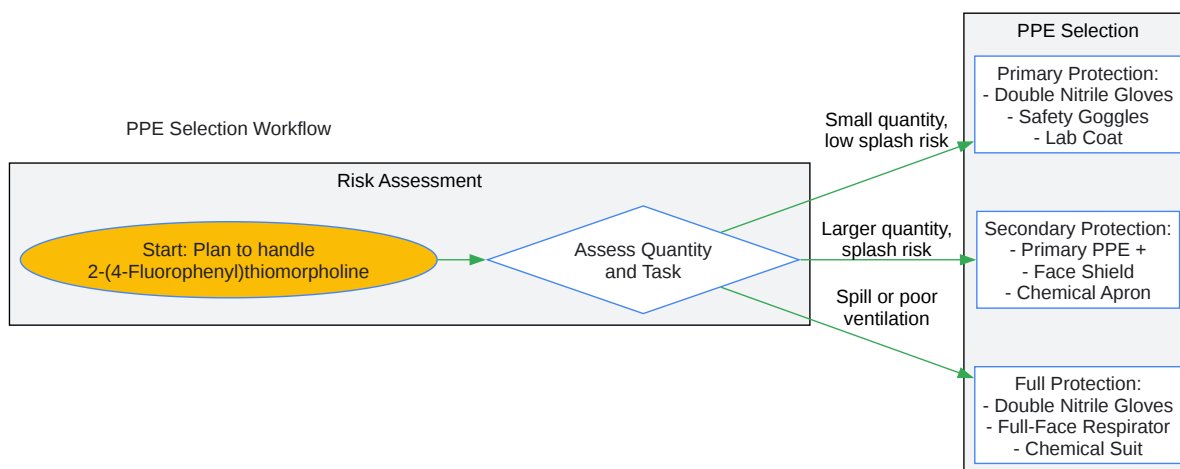 PPE Selection Workflow
Risk Assessment
Start: Plan to handle
2-(4-Fluorophenyl)thiomorpholine
Assess Quantity
and Task
Small quantity,
low splash risk
Larger quantity,
splash risk
Spill or poor
ventilation
PPE Selection
Primary Protection:
- Double Nitrile Gloves
- Safety Goggles
- Lab Coat
Secondary Protection:
- Primary PPE +
- Face Shield
- Chemical Apron
Full Protection:
- Double Nitrile Gloves
- Full-Face Respirator
- Chemical Suit